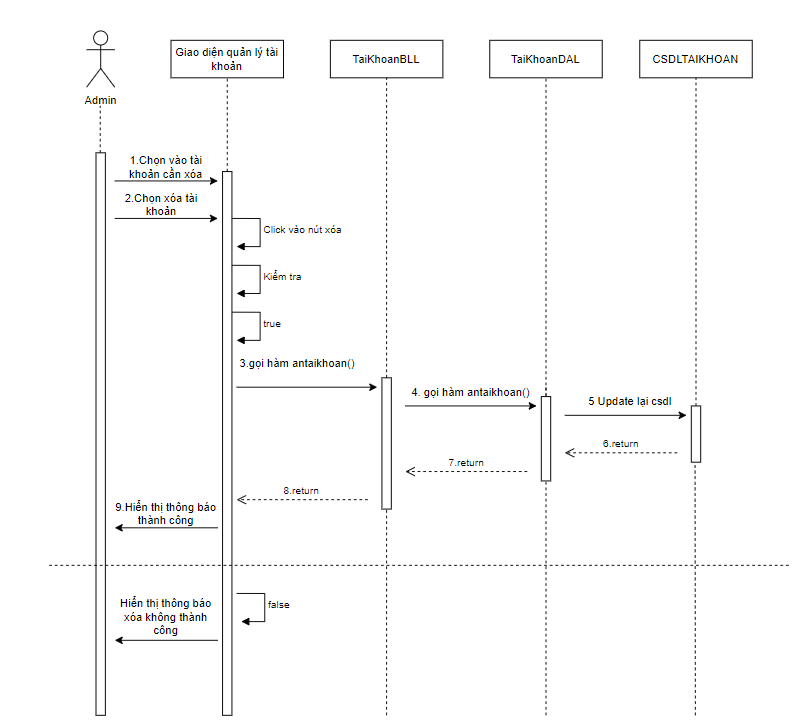 Giao diện quản lý tài
khoản
TaiKhoanBLL
TaiKhoanDAL
CSDLTAIKHOAN
Admin
1.Chọn vào tài
khoản cần xóa
2.Chọn xóa tài
khoản
Click vào nút xóa
Kiểm tra
true
3.gọi hàm antaikhoan()
4. gọi hàm antaikhoan()
5 Update lại csdl
6.return
7.return
8.return
9.Hiển thị thông báo
thành công
false
Hiển thị thông báo
xóa không thành
công